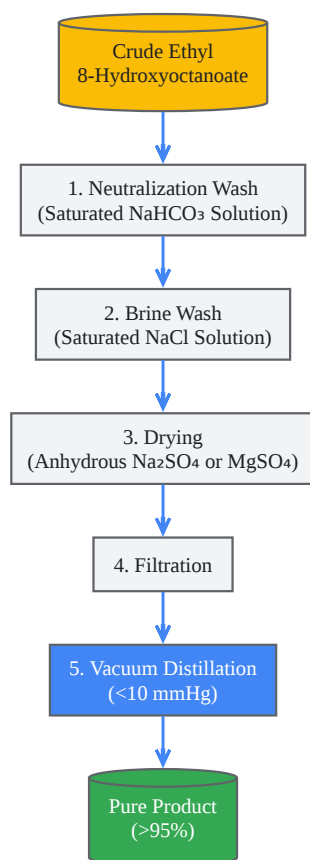 Crude Ethyl
8-Hydroxyoctanoate
1. Neutralization Wash
(Saturated NaHCO₃ Solution)
2. Brine Wash
(Saturated NaCl Solution)
3. Drying
(Anhydrous Na₂SO₄ or MgSO₄)
4. Filtration
5. Vacuum Distillation
(<10 mmHg)
Pure Product
(>95%)